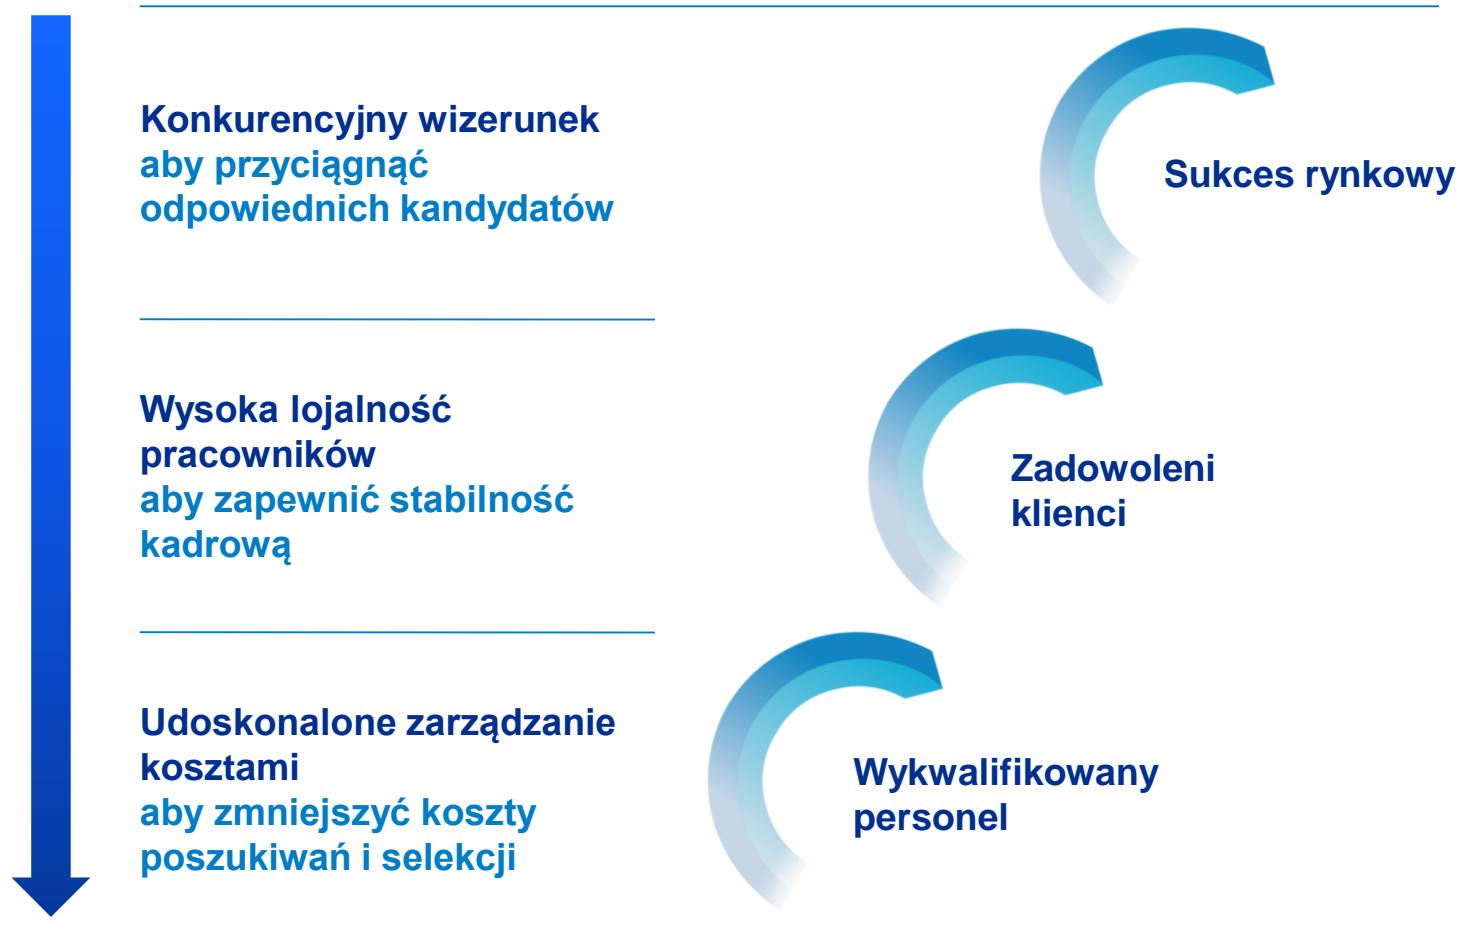 Konkurencyjny wizerunek
aby przyciągnąć
odpowiednich kandydatów
Sukces rynkowy
Wysoka lojalność
pracowników
aby zapewnić stabilność
kadrową
Zadowoleni
klienci
Udoskonalone zarządzanie
kosztami
aby zmniejszyć koszty
poszukiwań i selekcji
Wykwalifikowany
personel